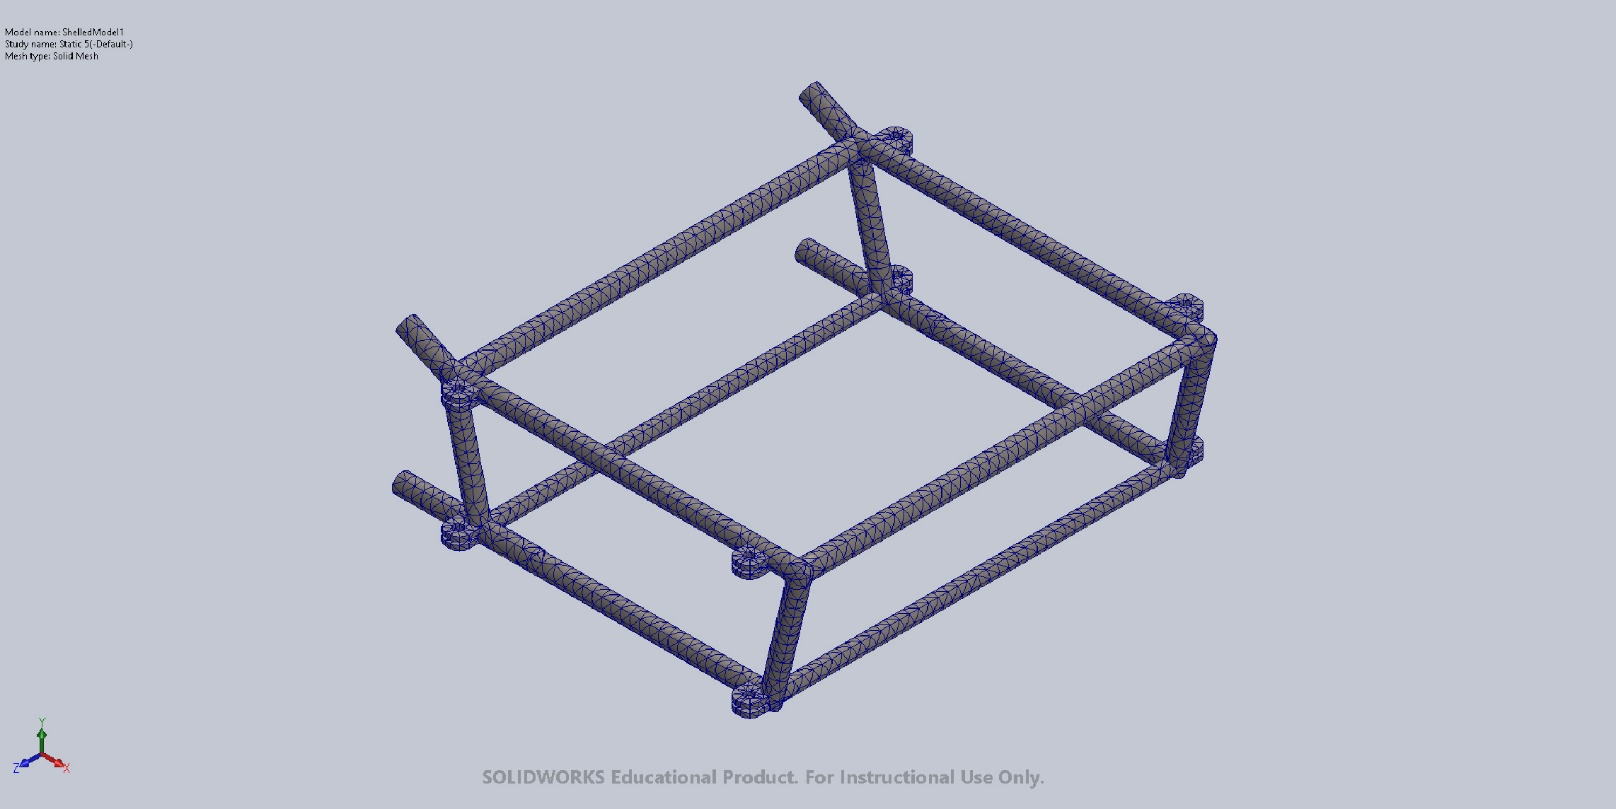 Model name: ShelledModel1
Study name: Static 5(-Default-)
Mesh type: Solid Mesh
Y
Z
X
SOLIDWORKS Educational Product. For Instructional Use Only.